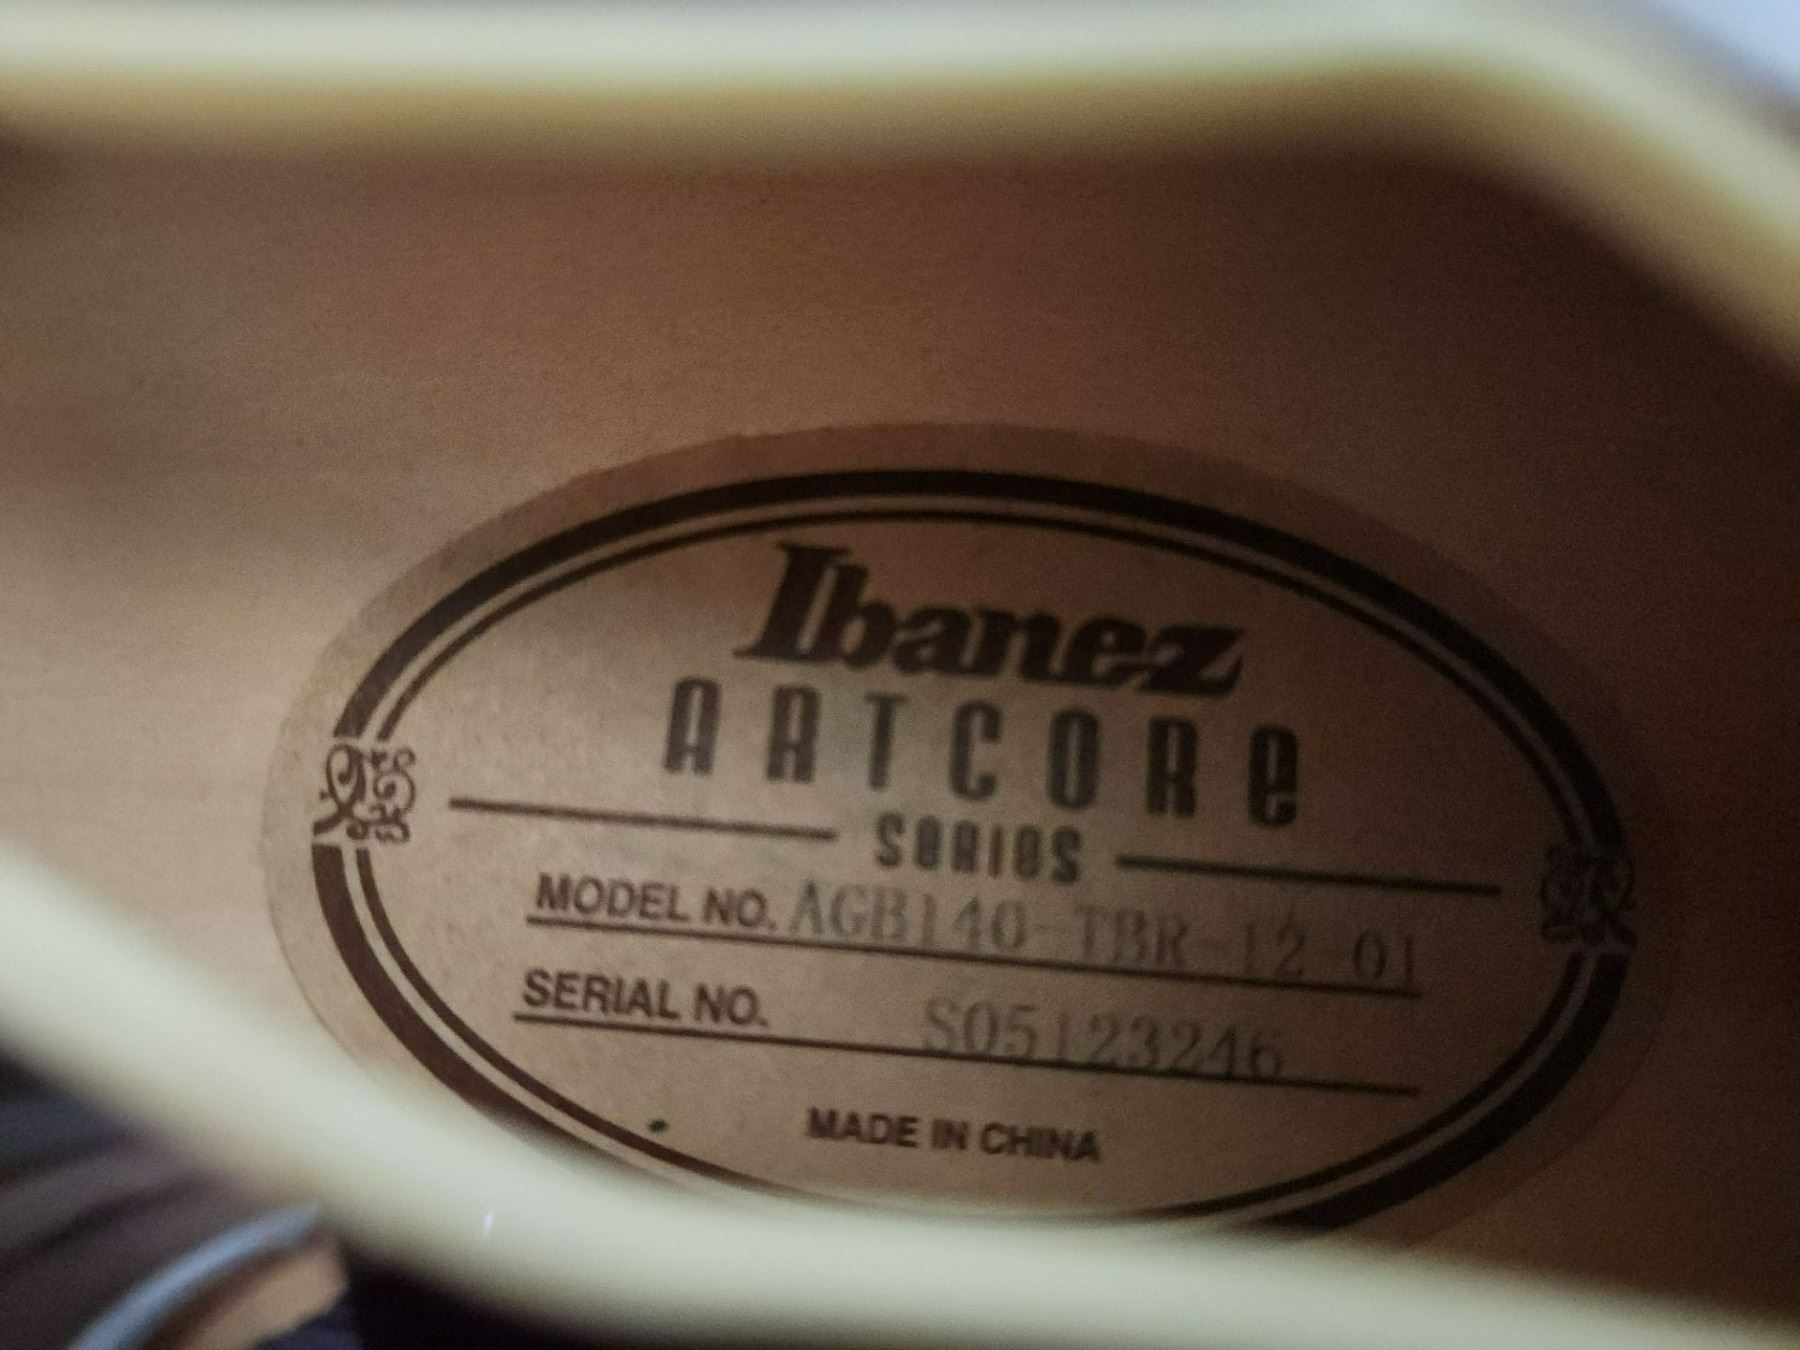 Ibanez
ARTCORE
SERIES
MODEL NO. AGB140-TBR-12-01
SERIAL NO. S05123246
MADE IN CHINA